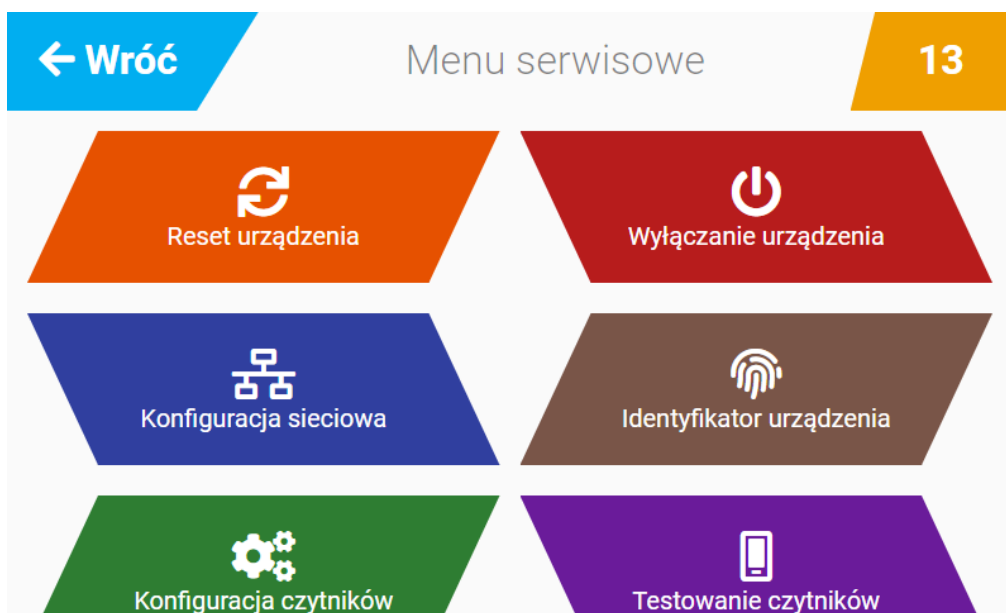 Wróć
Menu serwisowe
13
Reset urządzenia
Wyłączanie urządzenia
Konfiguracja sieciowa
Identyfikator urządzenia
Konfiguracja czytników
Testowanie czytników